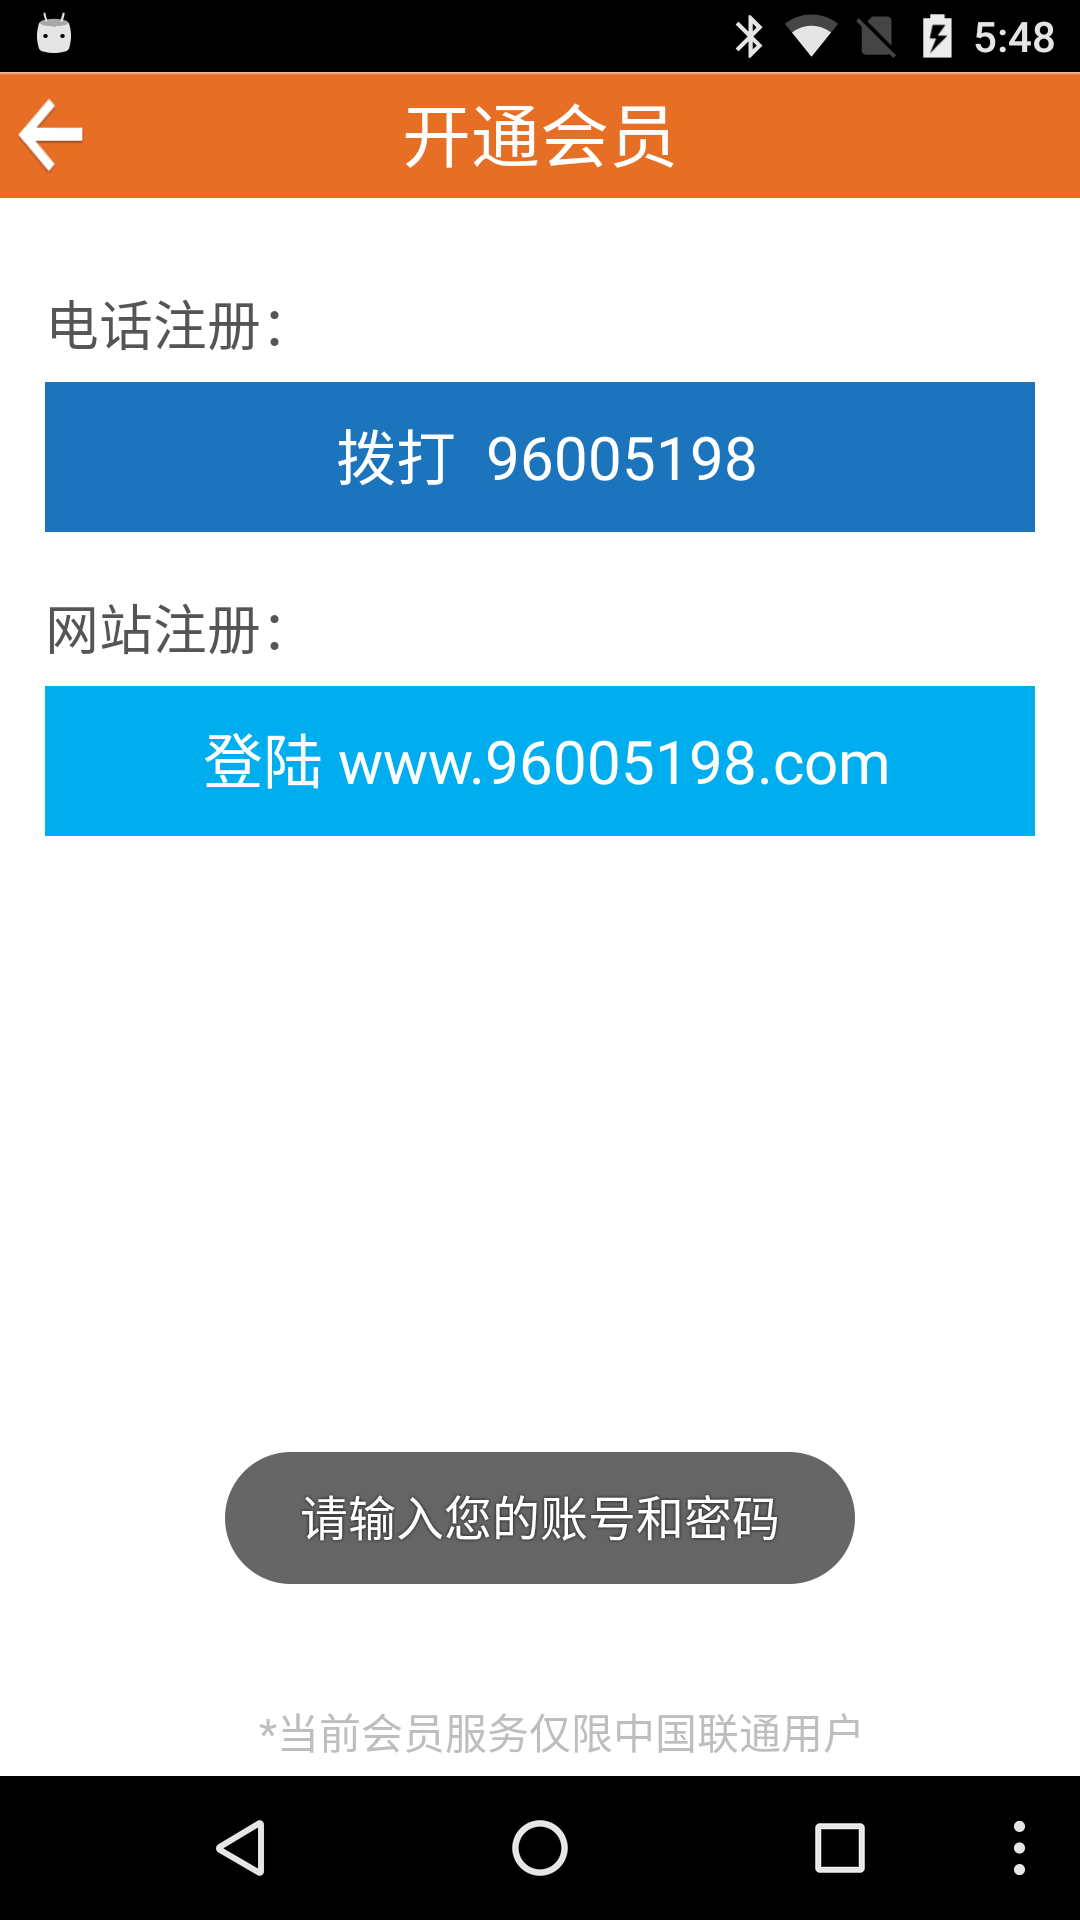 5:48
开通会员
电话注册：
拨打 96005198
网站注册：
登陆 www.96005198.com
请输入您的账号和密码
*当前会员服务仅限中国联通用户